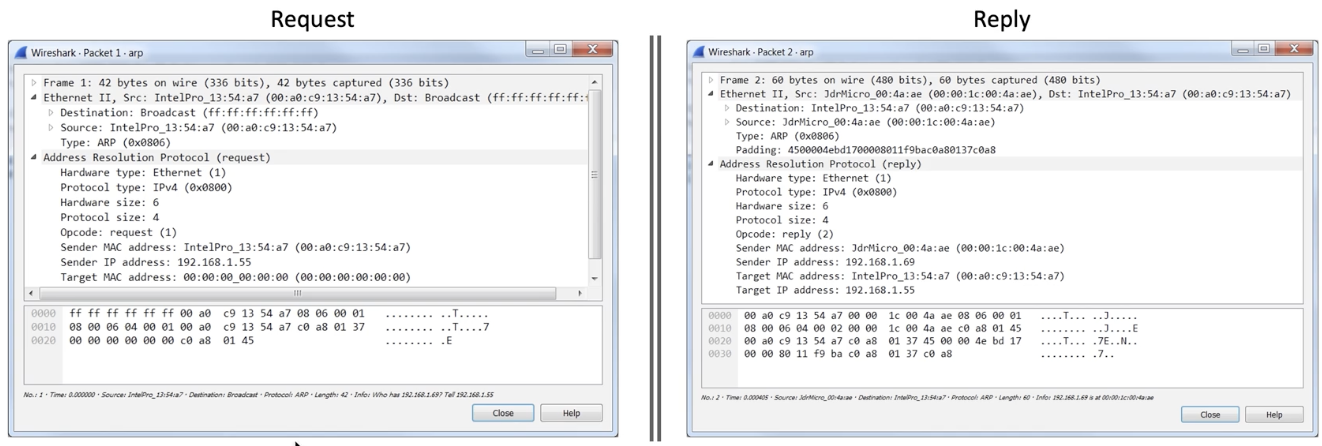 Request
Wireshark · Packet 1 · arp
Frame 1: 42 bytes on wire (336 bits), 42 bytes captured (336 bits)
Ethernet II, Src: IntelPro_13:54:a7 (00:a0:c9:13:54:a7), Dst: Broadcast (ff:ff:ff:ff:ff:
Destination: Broadcast (ff:ff:ff:ff:ff:ff)
Source: IntelPro_13:54:a7 (00:a0:c9:13:54:a7)
Type: ARP (0x0806)
Address Resolution Protocol (request)
Hardware type: Ethernet (1)
Protocol type: IPv4 (0x0800)
Hardware size: 6
Protocol size: 4
Opcode: request (1)
Sender MAC address: IntelPro_13:54:a7 (00:a0:c9:13:54:a7)
Sender IP address: 192.168.1.55
Target MAC address: 00:00:00_00:00:00 (00:00:00:00:00:00)
0000 ff ff ff ff ff ff 00 a0 c9 13 54 a7 08 06 00 01 ........ ..T.....
0010 08 00 06 04 00 01 00 a0 c9 13 54 a7 c0 a8 01 37 ........ ..T....7
0020 00 00 00 00 00 00 c0 a8 01 45 ........ .E
No.: 1 · Time: 0.000000 · Source: IntelPro_13:54:a7 · Destination: Broadcast · Protocol: ARP · Length: 42 · Info: Who has 192.168.1.69? Tell 192.168.1.55
Close Help
Reply
Wireshark · Packet 2 · arp
Frame 2: 60 bytes on wire (480 bits), 60 bytes captured (480 bits)
Ethernet II, Src: JdrMicro_00:4a:ae (00:00:1c:00:4a:ae), Dst: IntelPro_13:54:a7 (00:a0:c9:13:54:a7)
Destination: IntelPro_13:54:a7 (00:a0:c9:13:54:a7)
Source: JdrMicro_00:4a:ae (00:00:1c:00:4a:ae)
Type: ARP (0x0806)
Padding: 4500004ebd1700008011f9bac0a80137c0a8
Address Resolution Protocol (reply)
Hardware type: Ethernet (1)
Protocol type: IPv4 (0x0800)
Hardware size: 6
Protocol size: 4
Opcode: reply (2)
Sender MAC address: JdrMicro_00:4a:ae (00:00:1c:00:4a:ae)
Sender IP address: 192.168.1.69
Target MAC address: IntelPro_13:54:a7 (00:a0:c9:13:54:a7)
Target IP address: 192.168.1.55
0000 00 a0 c9 13 54 a7 00 00 1c 00 4a ae 08 06 00 01 ....T... ..J.....
0010 08 00 06 04 00 02 00 00 1c 00 4a ae c0 a8 01 45 ........ ..J....E
0020 00 a0 c9 13 54 a7 c0 a8 01 37 45 00 00 4e bd 17 ....T... .7E..N..
0030 00 00 80 11 f9 ba c0 a8 01 37 c0 a8 ........ .7..
No.: 2 · Time: 0.000405 · Source: JdrMicro_00:4a:ae · Destination: IntelPro_13:54:a7 · Protocol: ARP · Length: 60 · Info: 192.168.1.69 is at 00:00:1c:00:4a:ae
Close Help